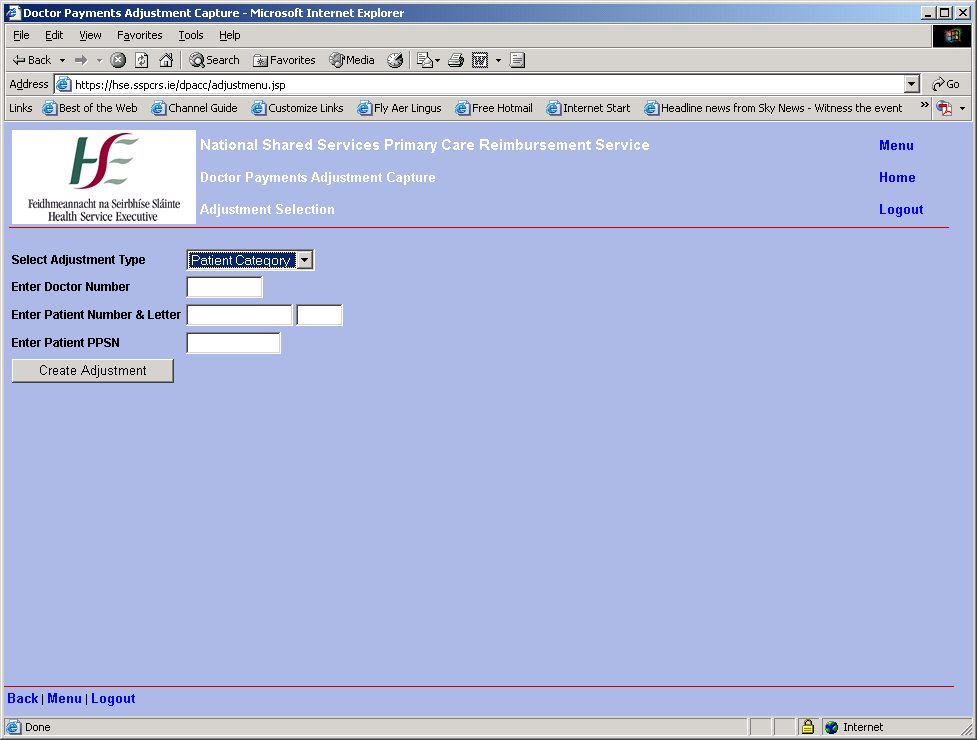 Doctor Payments Adjustment Capture - Microsoft Internet Explorer
File Edit View Favorites Tools Help
Back Search Favorites Media
Address https://hse.sspcrs.ie/dpacc/adjustmenu.jsp Go
Links Best of the Web Channel Guide Customize Links Fly Aer Lingus Free Hotmail Internet Start Headline news from Sky News - Witness the event »
National Shared Services Primary Care Reimbursement Service Menu
Doctor Payments Adjustment Capture Home
Feidhmeannacht na Seirbhíse Sláinte
Health Service Executive
Adjustment Selection Logout
Select Adjustment Type Patient Category
Enter Doctor Number
Enter Patient Number & Letter
Enter Patient PPSN
Create Adjustment
Back | Menu | Logout
Done Internet